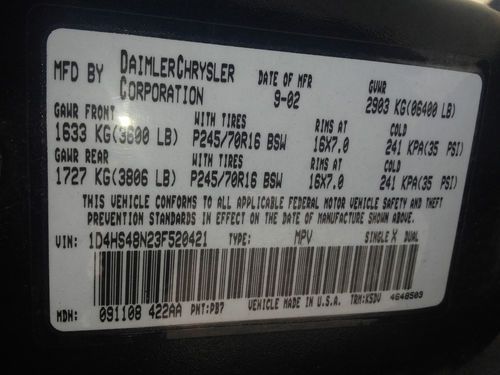 MFD BY DAIMLERCHRYSLER CORPORATION DATE OF MFR 9-02 GVWR 2903 KG(06400 LB)
GAWR FRONT WITH TIRES RIMS AT COLD
1633 KG(3600 LB) P245/70R16 BSW 16X7.0 241 KPA(35 PSI)
GAWR REAR WITH TIRES RIMS AT COLD
1727 KG(3806 LB) P245/70R16 BSW 16X7.0 241 KPA(35 PSI)
THIS VEHICLE CONFORMS TO ALL APPLICABLE FEDERAL MOTOR VEHICLE SAFETY AND THEFT
PREVENTION STANDARDS IN EFFECT ON THE DATE OF MANUFACTURE SHOWN ABOVE.
VIN: 1D4HS48N23F520421 TYPE: MPV SINGLE X DUAL
MDH: 091108 422AA PNT:PB7 VEHICLE MADE IN U.S.A. TRM:K5DV 4648503